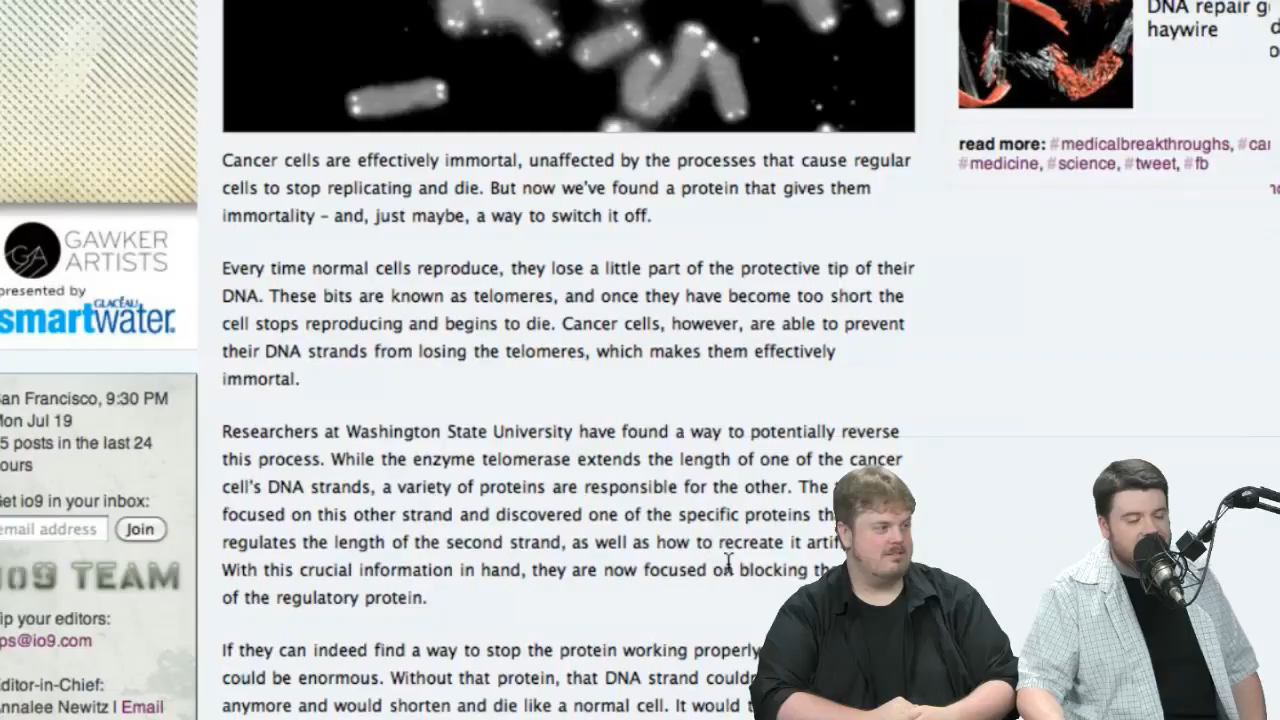 DNA repair g
haywire
read more: #medicalbreakthroughs, #ca
#medicine, #science, #tweet, #fb
Cancer cells are effectively immortal, unaffected by the processes that cause regular
cells to stop replicating and die. But now we've found a protein that gives them
immortality – and, just maybe, a way to switch it off.
Every time normal cells reproduce, they lose a little part of the protective tip of their
DNA. These bits are known as telomeres, and once they have become too short the
cell stops reproducing and begins to die. Cancer cells, however, are able to prevent
their DNA strands from losing the telomeres, which makes them effectively
immortal.
Researchers at Washington State University have found a way to potentially reverse
this process. While the enzyme telomerase extends the length of one of the cancer
cell's DNA strands, a variety of proteins are responsible for the other. The
focused on this other strand and discovered one of the specific proteins th
regulates the length of the second strand, as well as how to recreate it artif
With this crucial information in hand, they are now focused on blocking th
of the regulatory protein.
If they can indeed find a way to stop the protein working properly
could be enormous. Without that protein, that DNA strand could
anymore and would shorten and die like a normal cell. It would
GA
GAWKER
ARTISTS
presented by
GLACÉAU
smartwater.
San Francisco, 9:30 PM
Mon Jul 19
5 posts in the last 24
ours
Get io9 in your inbox:
email address
Join
io9 TEAM
ip your editors:
ps@io9.com
Editor-in-Chief:
Annalee Newitz | Email